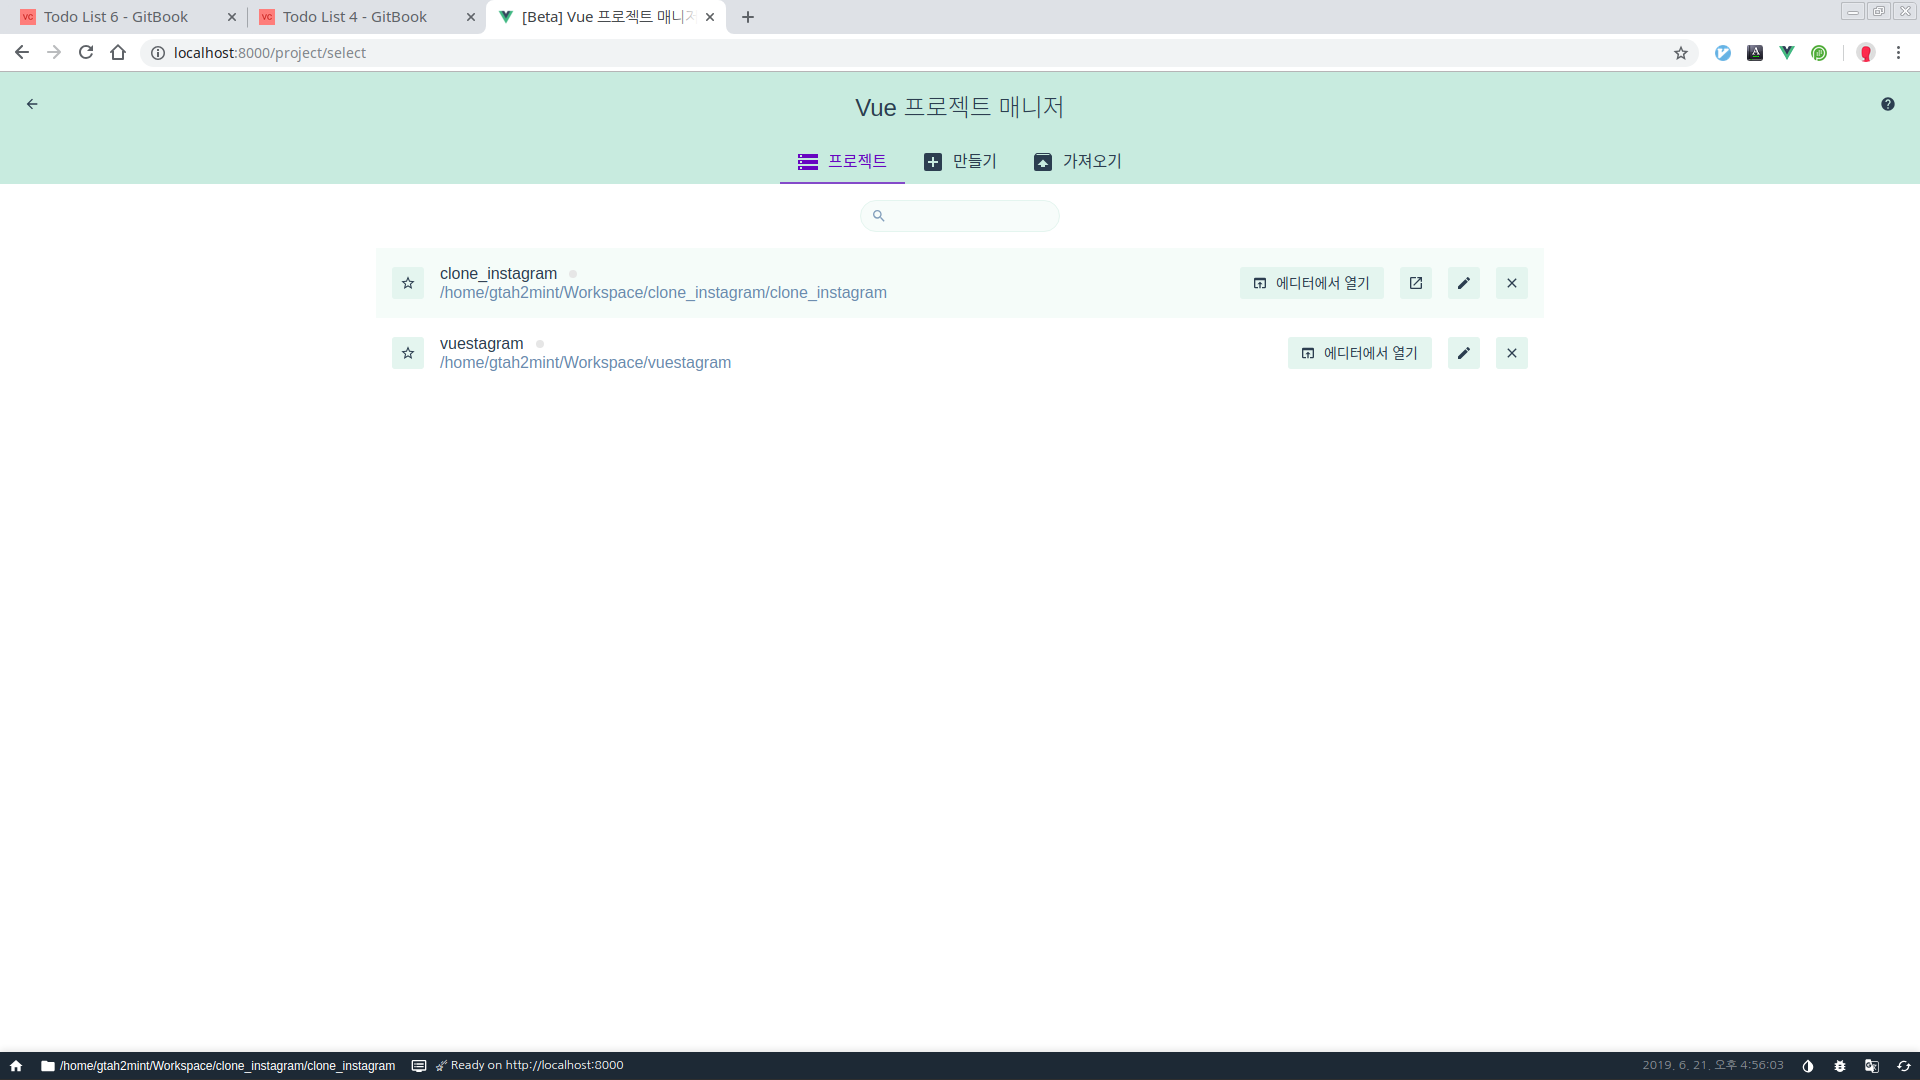 Todo List 6 - GitBook
Todo List 4 - GitBook
[Beta] Vue 프로젝트 매니저
localhost:8000/project/select
Vue 프로젝트 매니저
프로젝트
만들기
가져오기
clone_instagram
/home/gtah2mint/Workspace/clone_instagram/clone_instagram
에디터에서 열기
vuestagram
/home/gtah2mint/Workspace/vuestagram
에디터에서 열기
/home/gtah2mint/Workspace/clone_instagram/clone_instagram
Ready on http://localhost:8000
2019. 6. 21. 오후 4:56:03